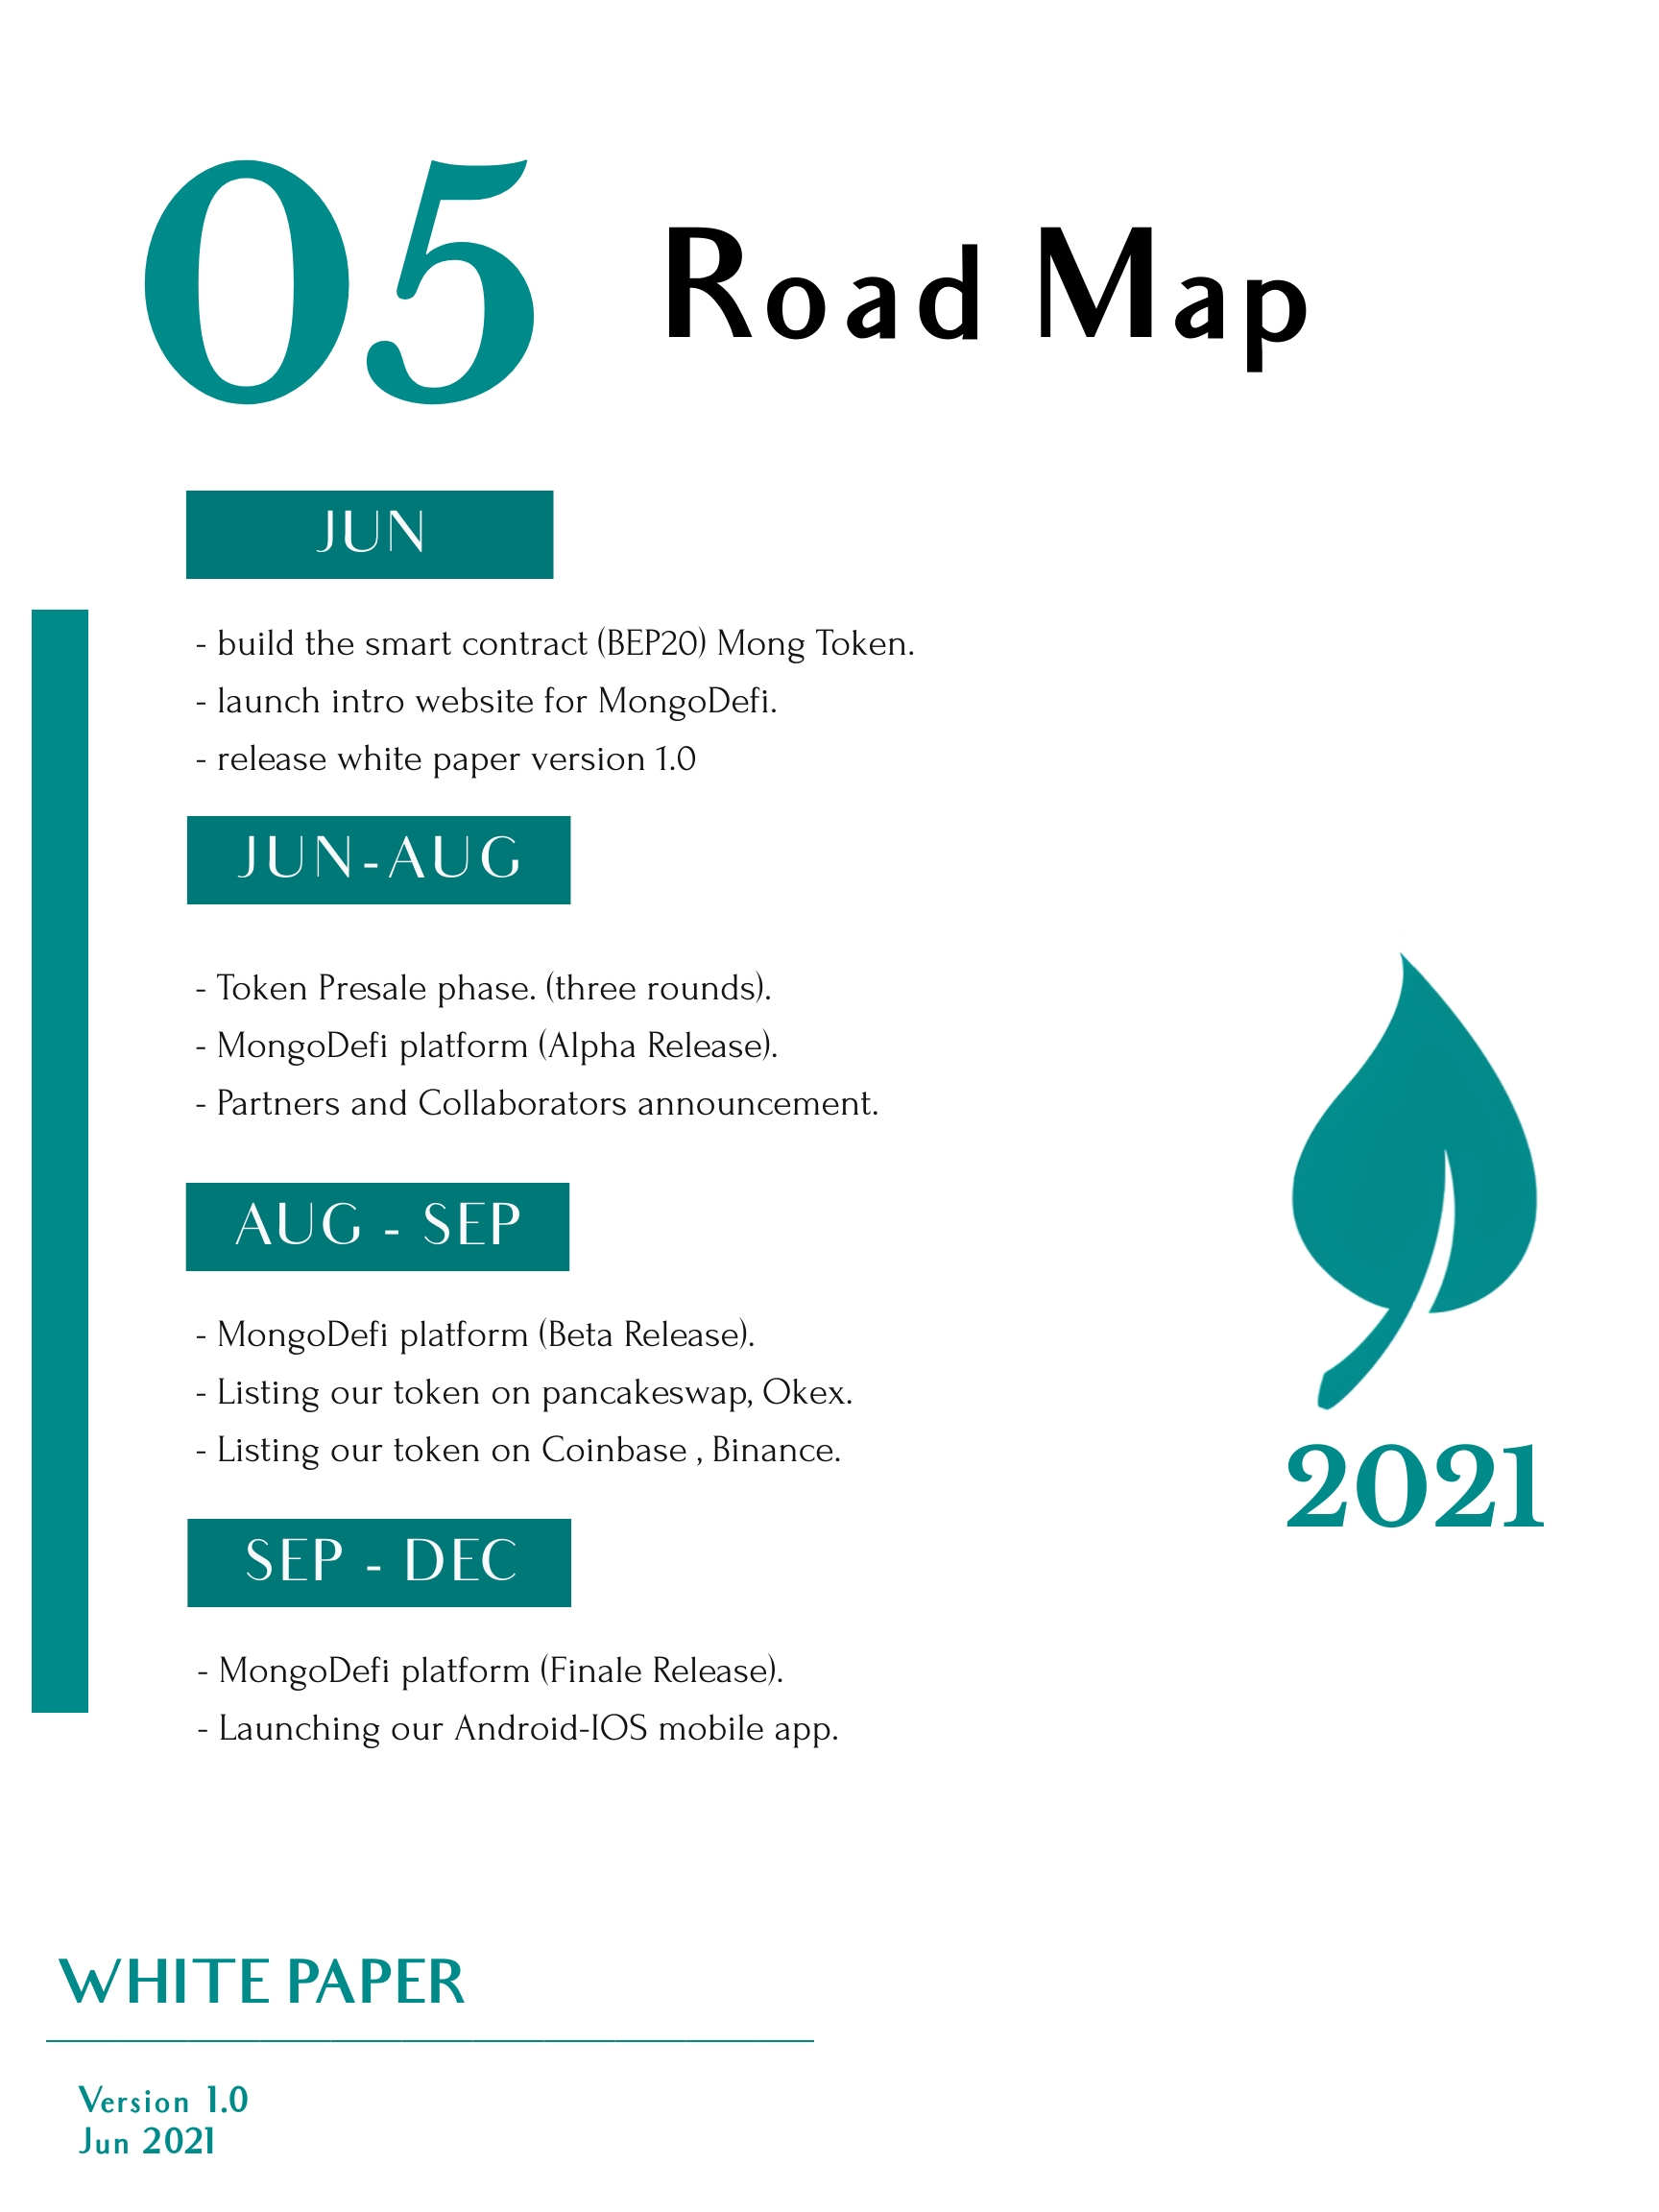 05
Road Map
JUN
- build the smart contract (BEP20) Mong Token.
- launch intro website for MongoDefi.
- release white paper version 1.0
JUN-AUG
- Token Presale phase. (three rounds).
- MongoDefi platform (Alpha Release).
- Partners and Collaborators announcement.
AUG - SEP
- MongoDefi platform (Beta Release).
- Listing our token on pancakeswap, Okex.
- Listing our token on Coinbase , Binance.
2021
SEP - DEC
- MongoDefi platform (Finale Release).
- Launching our Android-IOS mobile app.
WHITE PAPER
Version 1.0
Jun 2021